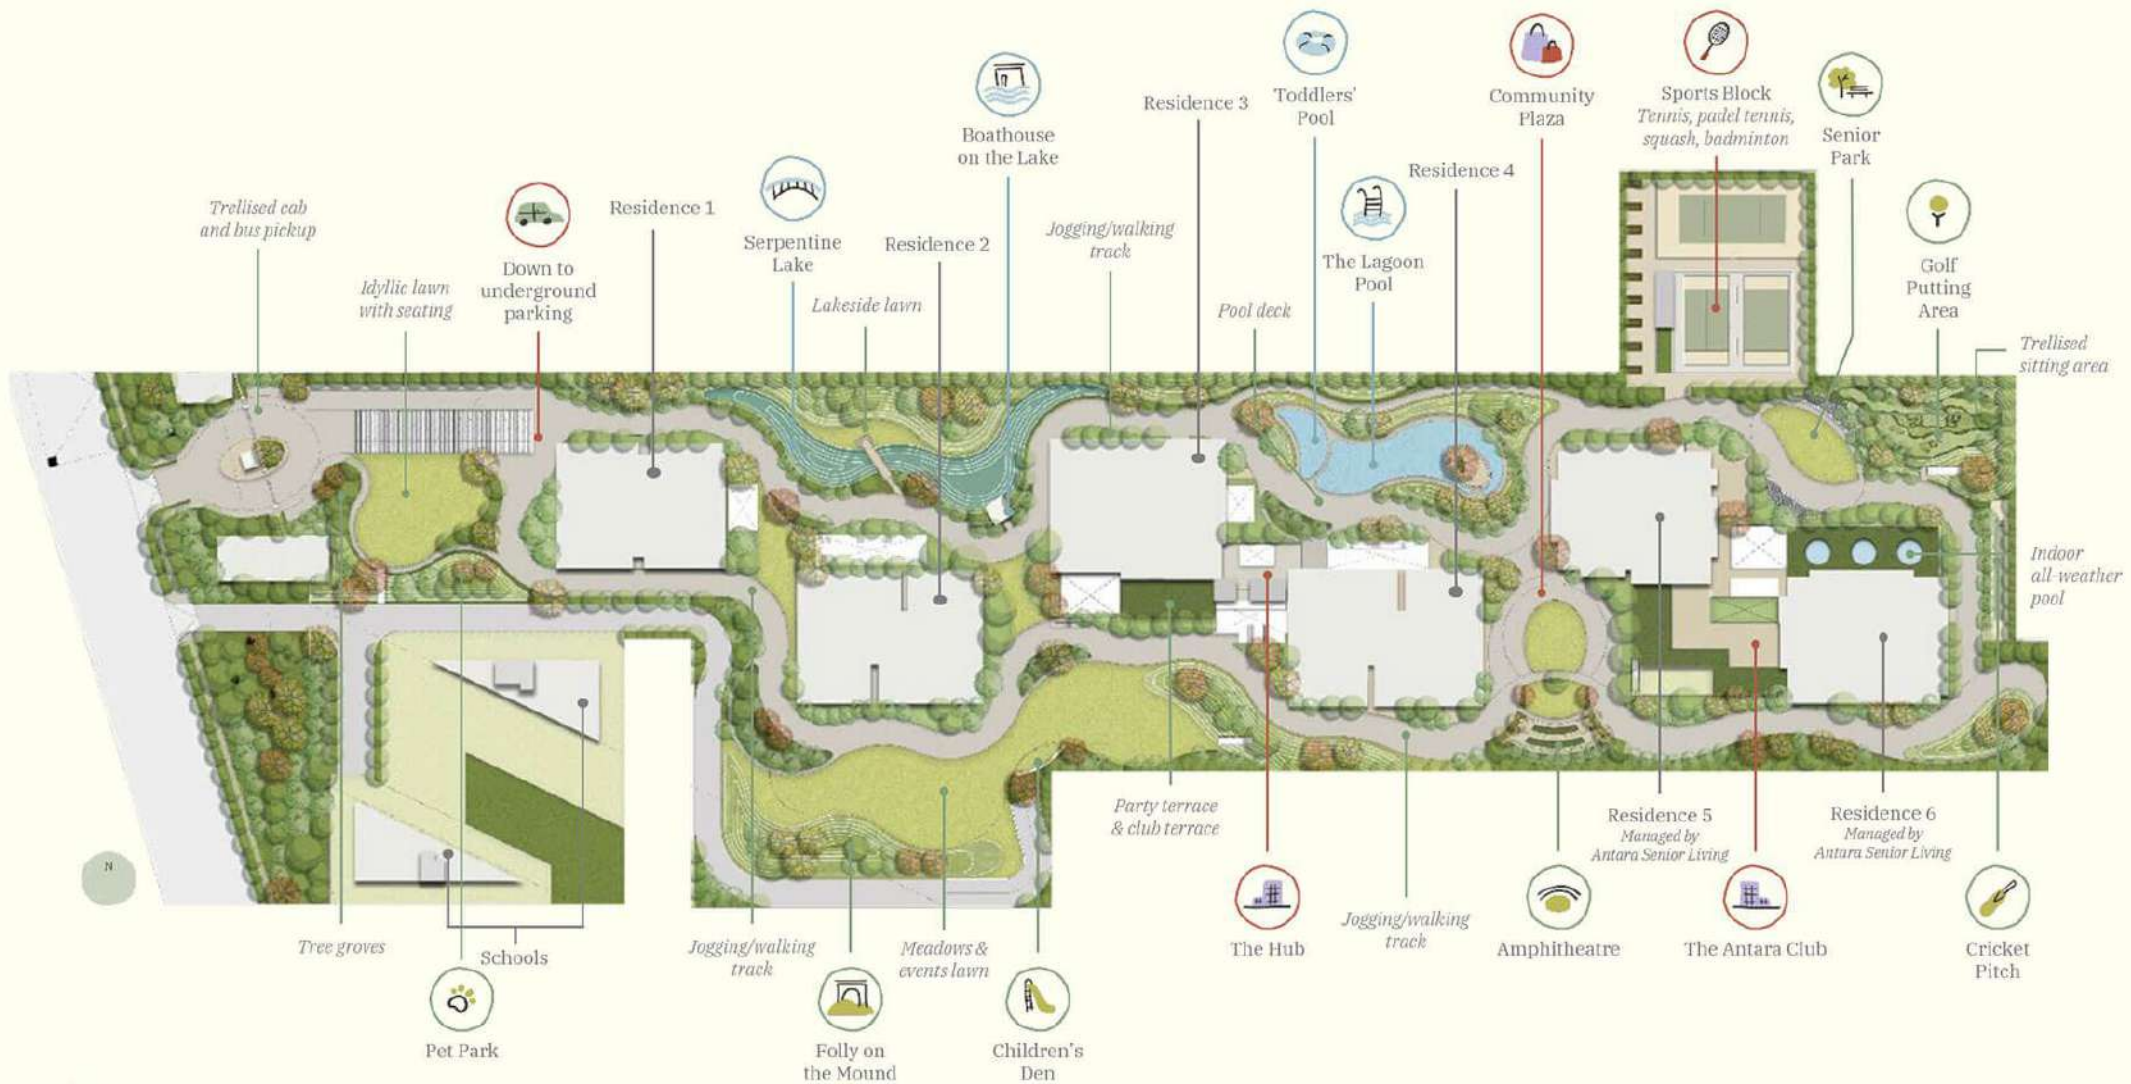 Trellised cab
and bus pickup
Idyllic lawn
with seating
Down to
underground
parking
Residence 1
Serpentine
Lake
Lakeside lawn
Residence 2
Boathouse
on the Lake
Jogging/walking
track
Residence 3
Toddlers'
Pool
Pool deck
The Lagoon
Pool
Residence 4
Community
Plaza
Sports Block
Tennis, padel tennis,
squash, badminton
Senior
Park
Golf
Putting
Area
Trellised
sitting area
Indoor
all-weather
pool
N
Tree groves
Schools
Pet Park
Jogging/walking
track
Folly on
the Mound
Meadows &
events lawn
Children's
Den
Party terrace
& club terrace
The Hub
Jogging/walking
track
Amphitheatre
Residence 5
Managed by
Antara Senior Living
The Antara Club
Residence 6
Managed by
Antara Senior Living
Cricket
Pitch